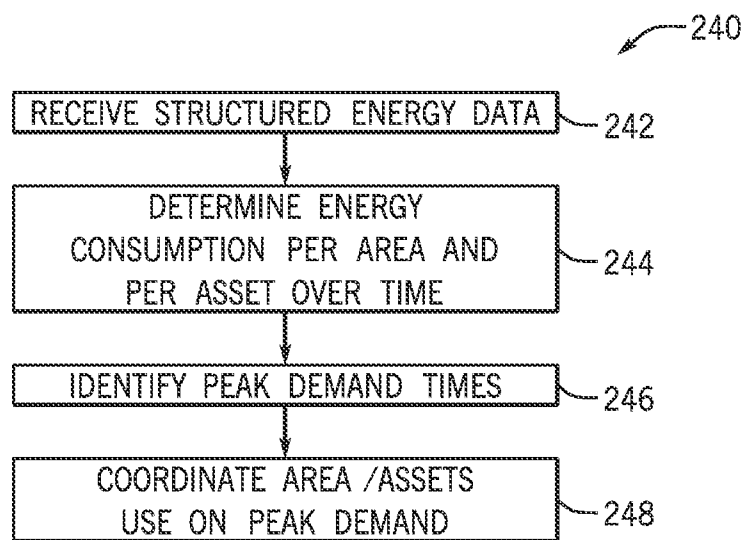 240
RECEIVE STRUCTURED ENERGY DATA
242
DETERMINE ENERGY
CONSUMPTION PER AREA AND
PER ASSET OVER TIME
244
IDENTIFY PEAK DEMAND TIMES
246
COORDINATE AREA /ASSETS
USE ON PEAK DEMAND
248